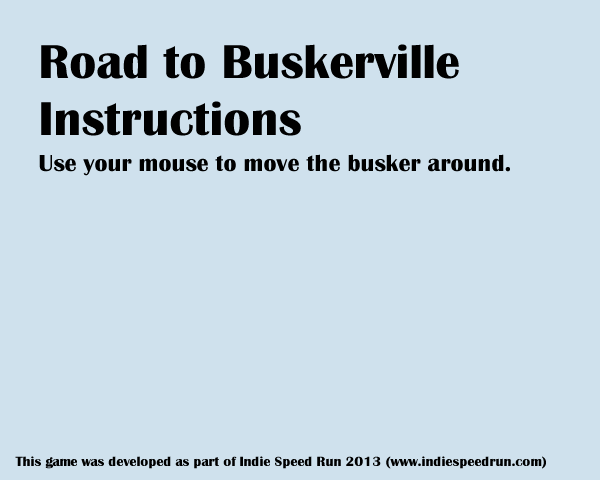 Road to Buskerville
Instructions
Use your mouse to move the busker around.
This game was developed as part of Indie Speed Run 2013 (www.indiespeedrun.com)